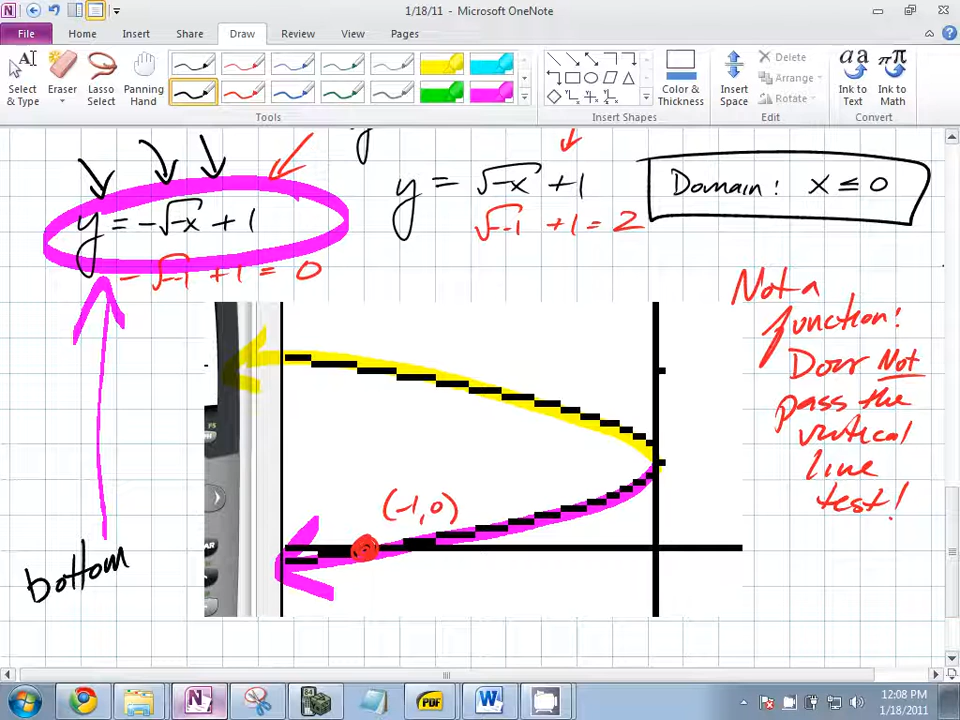 1/18/11 - Microsoft OneNote
File Home Insert Share Draw Review View Pages
Select & Type
Eraser
Lasso Select
Panning Hand
Color & Thickness
Insert Space
Delete
Arrange
Rotate
Ink to Text
Ink to Math
Tools
Insert Shapes
Edit
Convert
y
y = -√-x + 1
- √-1 + 1 = 0
y = √-x + 1
√-1 + 1 = 2
Domain: x ≤ 0
Not a
function:
Does Not
pass the
vertical
line
test!
(-1,0)
bottom
F5
AR
PDF
W
12:08 PM
1/18/2011